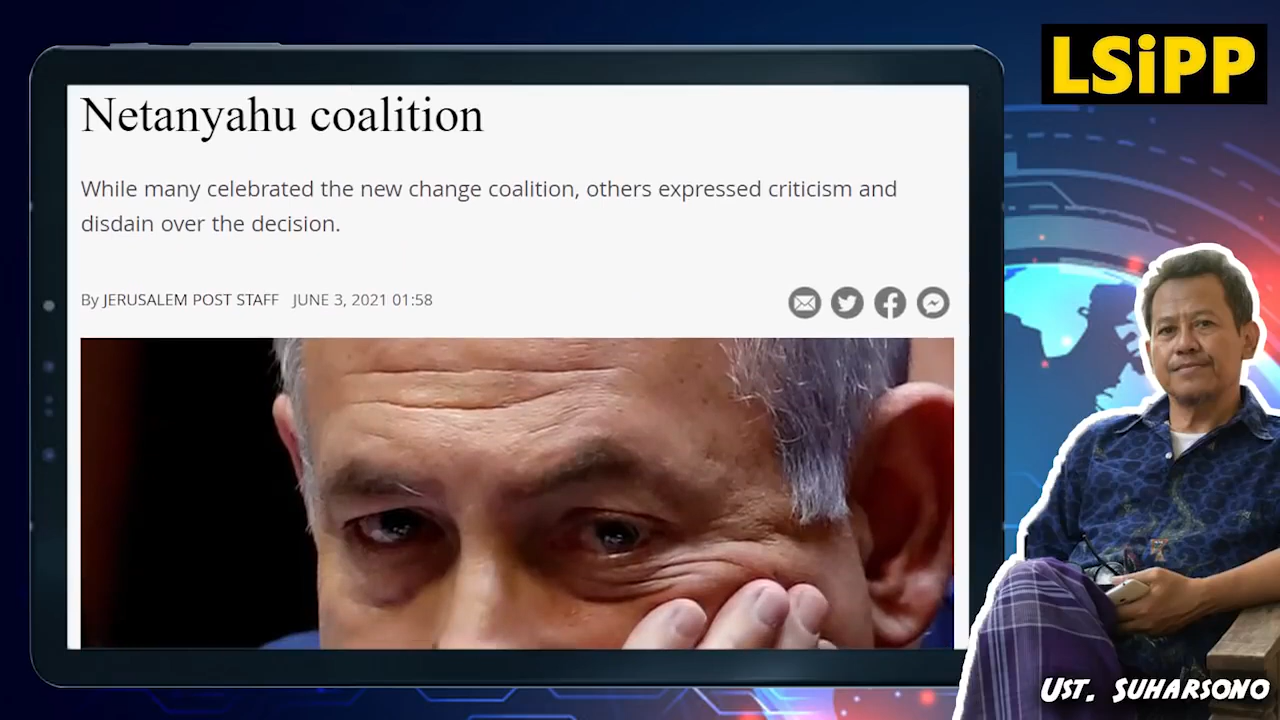 LSiPP
Netanyahu coalition
While many celebrated the new change coalition, others expressed criticism and
disdain over the decision.
By JERUSALEM POST STAFF JUNE 3, 2021 01:58
UST. SUHARSONO